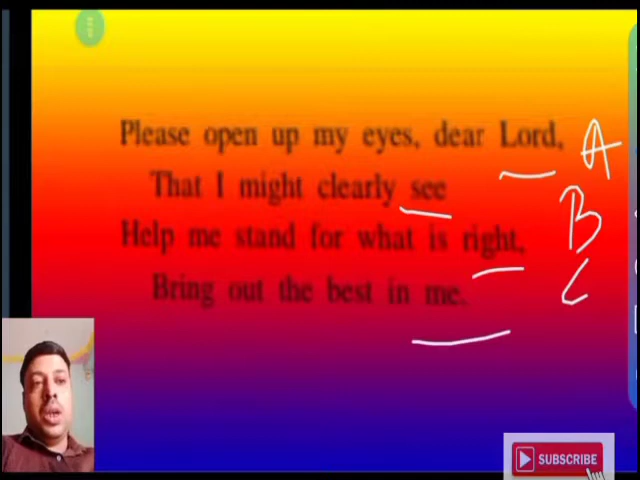 Please open up my eyes, dear Lord, A
That I might clearly see B
Help me stand for what is right, C
Bring out the best in me.
SUBSCRIBE